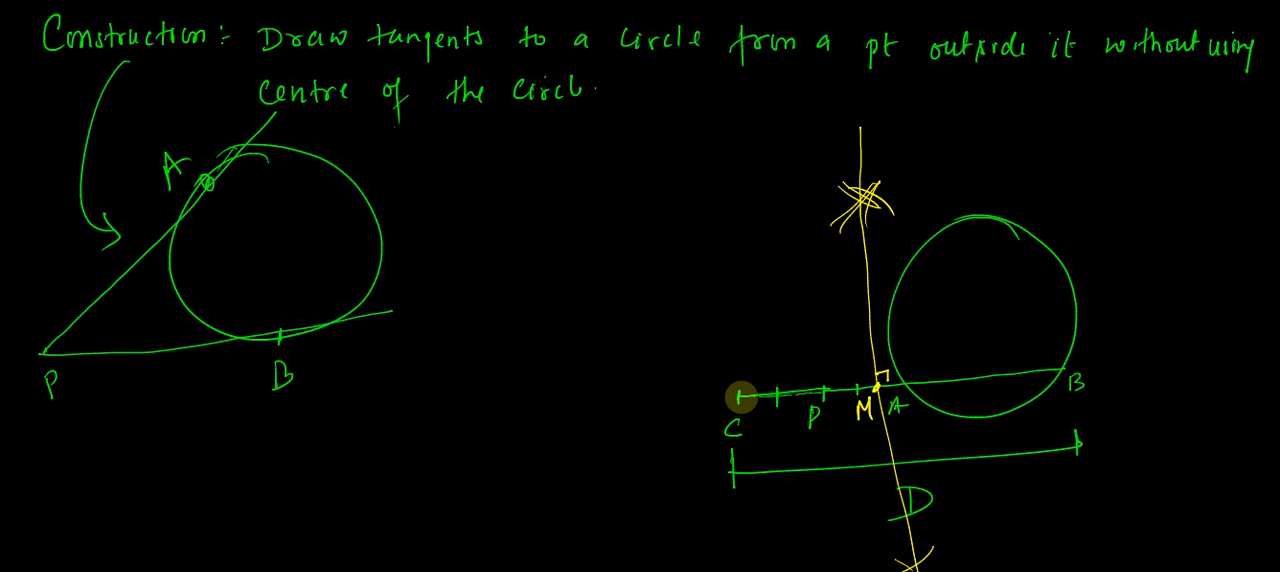 Construction: Draw tangents to a circle from a pt outside it without using
centre of the circle.
A
P
B
C
P
M
A
B
D